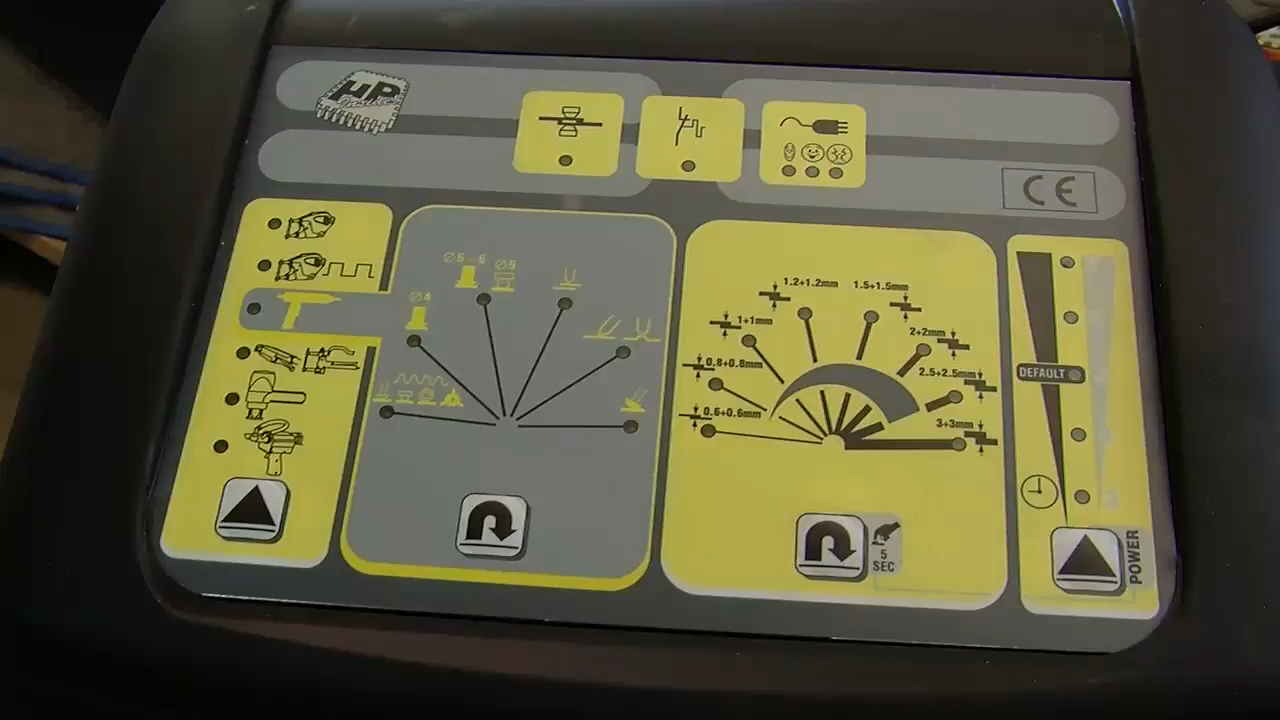 µP
CE
Ø5 - 6
Ø5
Ø4
1.2+1.2mm
1.5+1.5mm
1+1mm
2+2mm
0.8+0.8mm
2.5+2.5mm
0.6+0.6mm
3+3mm
DEFAULT
5
SEC
POWER